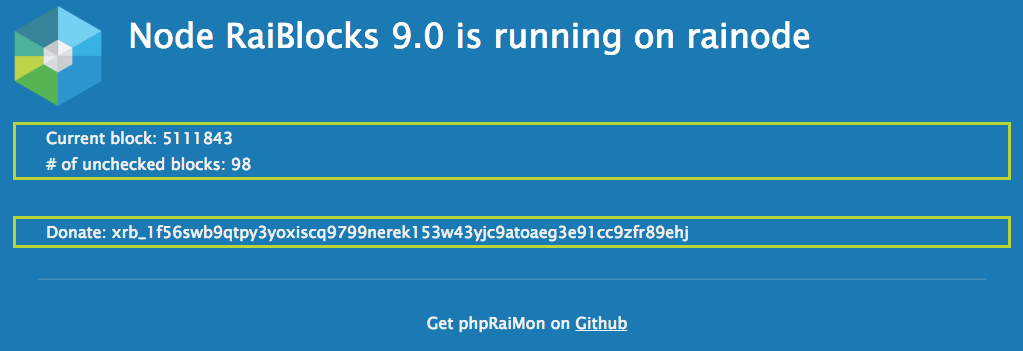 Node RaiBlocks 9.0 is running on rainode
Current block: 5111843
# of unchecked blocks: 98
Donate: xrb_1f56swb9qtpy3yoxiscq9799nerek153w43yjc9atoaeg3e91cc9zfr89ehj
Get phpRaiMon on Github